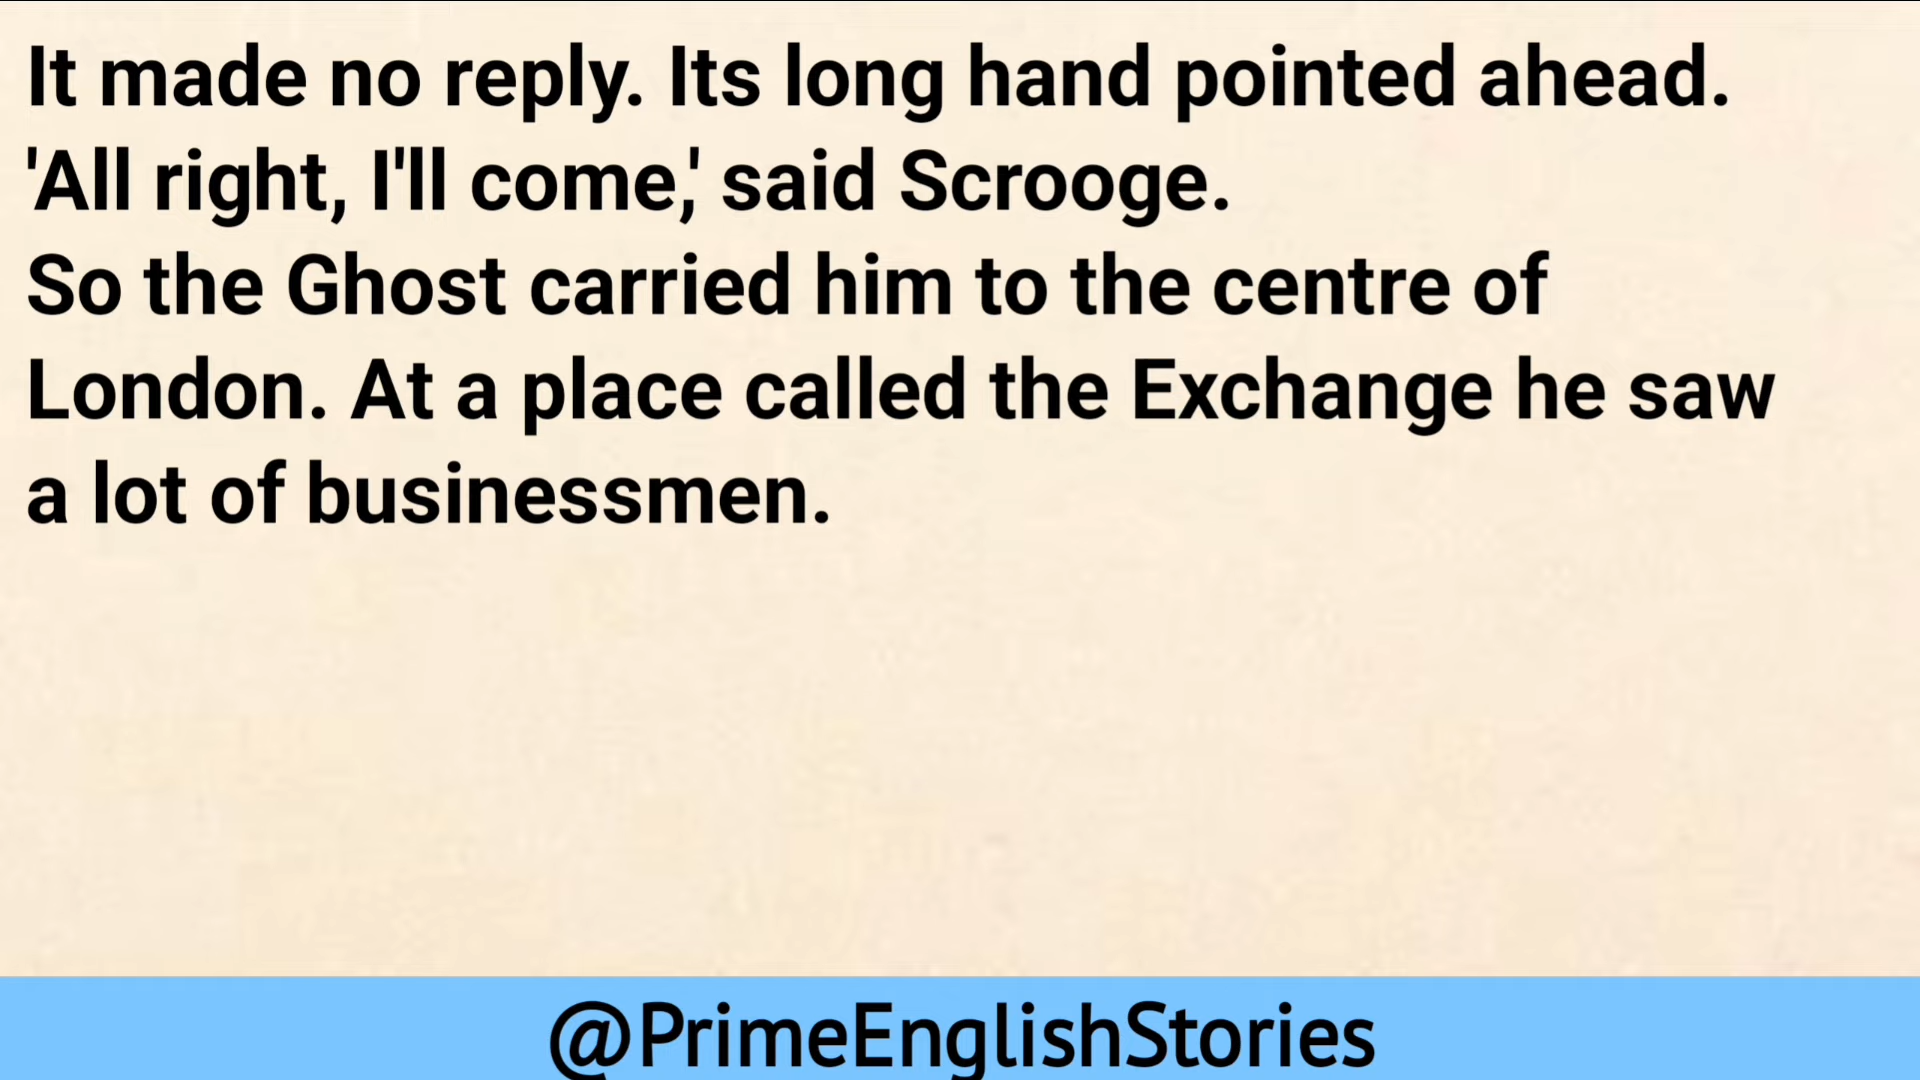 It made no reply. Its long hand pointed ahead.
'All right, I'll come,' said Scrooge.
So the Ghost carried him to the centre of
London. At a place called the Exchange he saw
a lot of businessmen.
@PrimeEnglishStories